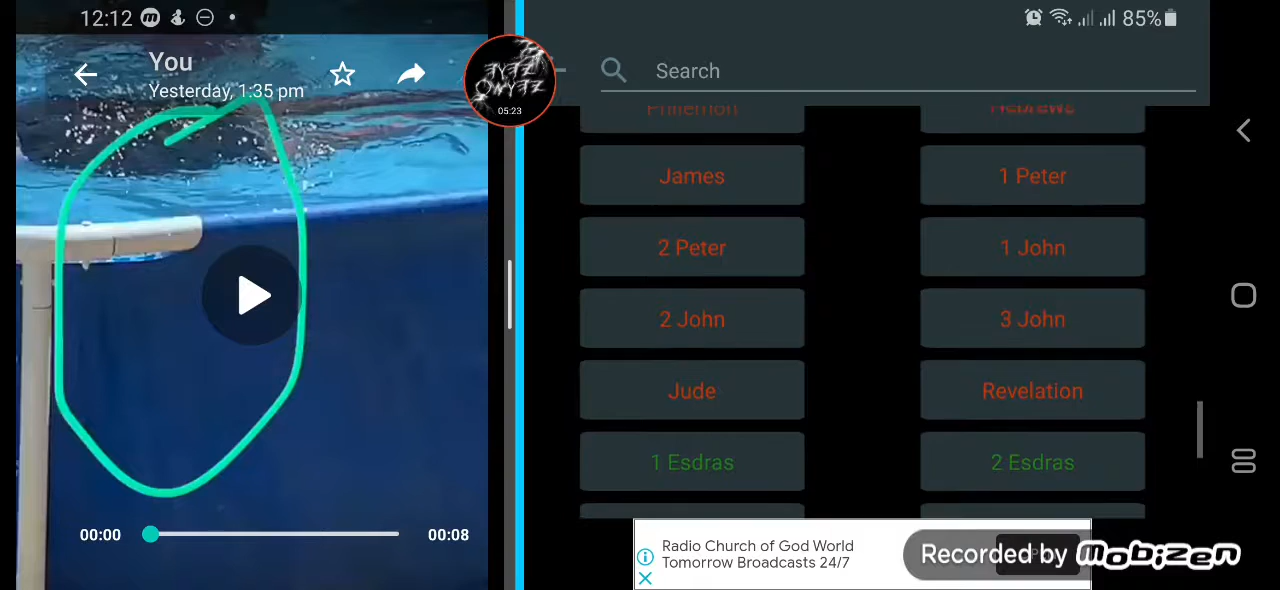 12:12
85%
You
Yesterday, 1:35 pm
05:23
Search
Philemon
Hebrews
James
1 Peter
2 Peter
1 John
2 John
3 John
Jude
Revelation
1 Esdras
2 Esdras
00:00
00:08
Radio Church of God World
Tomorrow Broadcasts 24/7
Recorded by Mobizen